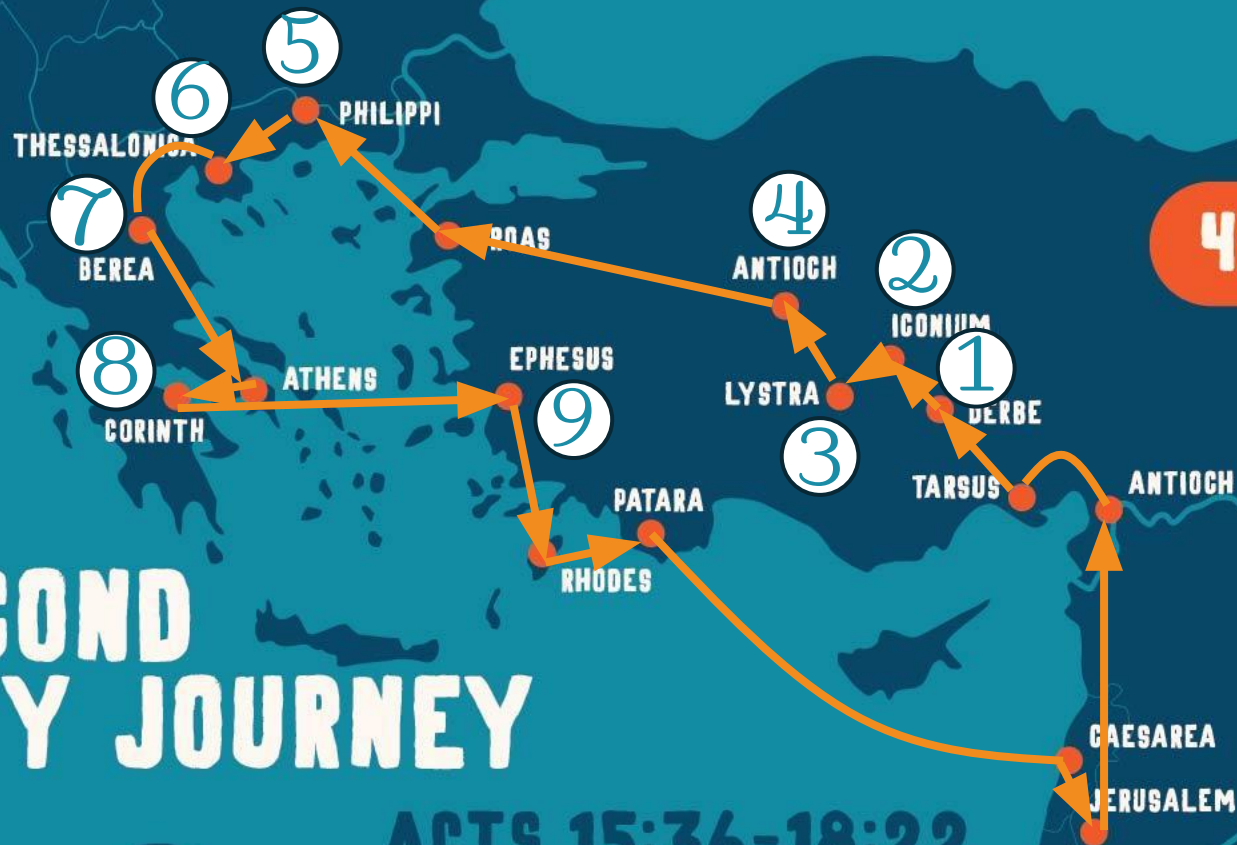 5
6
PHILIPPI
THESSALONICA
4
7
2
4
ROAS
ANTIOCH
BEREA
ICONIUM
8
EPHESUS
1
ATHENS
LYSTRA
DERBE
9
CORINTH
3
TARSUS
ANTIOCH
PATARA
RHODES
COND
Y JOURNEY
CAESAREA
JERUSALEM
ACTS 15:36-18:22